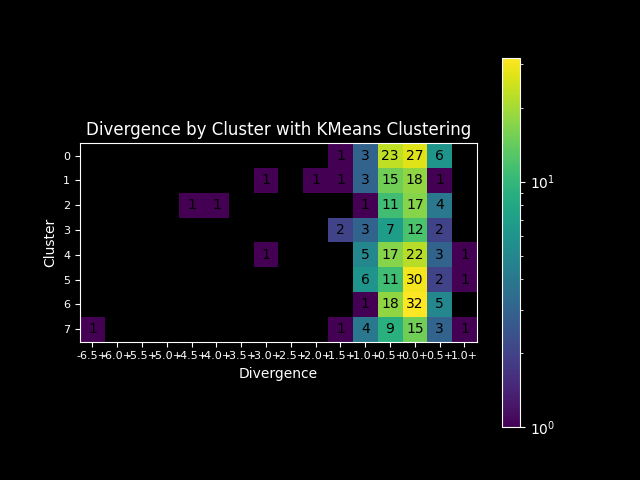 Divergence by Cluster with KMeans Clustering
0 1 3 23 27 6
1 1 1 1 3 15 18 1
2 1 1 1 11 17 4
3 2 3 7 12 2
4 1 5 17 22 3 1
5 6 11 30 2 1
6 1 18 32 5
7 1 1 4 9 15 3 1
-6.5+ -6.0+ -5.5+ -5.0+ -4.5+ -4.0+ -3.5+ -3.0+ -2.5+ -2.0+ -1.5+ -1.0+ -0.5+ 0.0+ 0.5+ 1.0+
Divergence
Cluster
10¹
10⁰